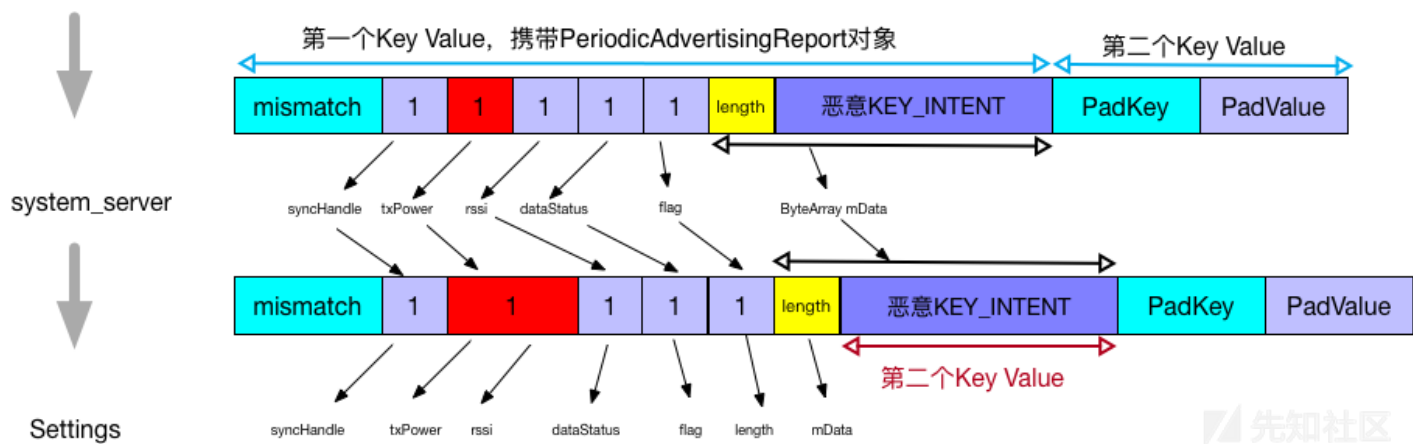 第一个Key Value，携带PeriodicAdvertisingReport对象
第二个Key Value
mismatch 1 1 1 1 1 length 恶意KEY_INTENT PadKey PadValue
system_server
syncHandle txPower rssi dataStatus flag ByteArray mData
mismatch 1 1 1 1 1 length 恶意KEY_INTENT PadKey PadValue
第二个Key Value
Settings
syncHandle txPower rssi dataStatus flag length mData
先知社区